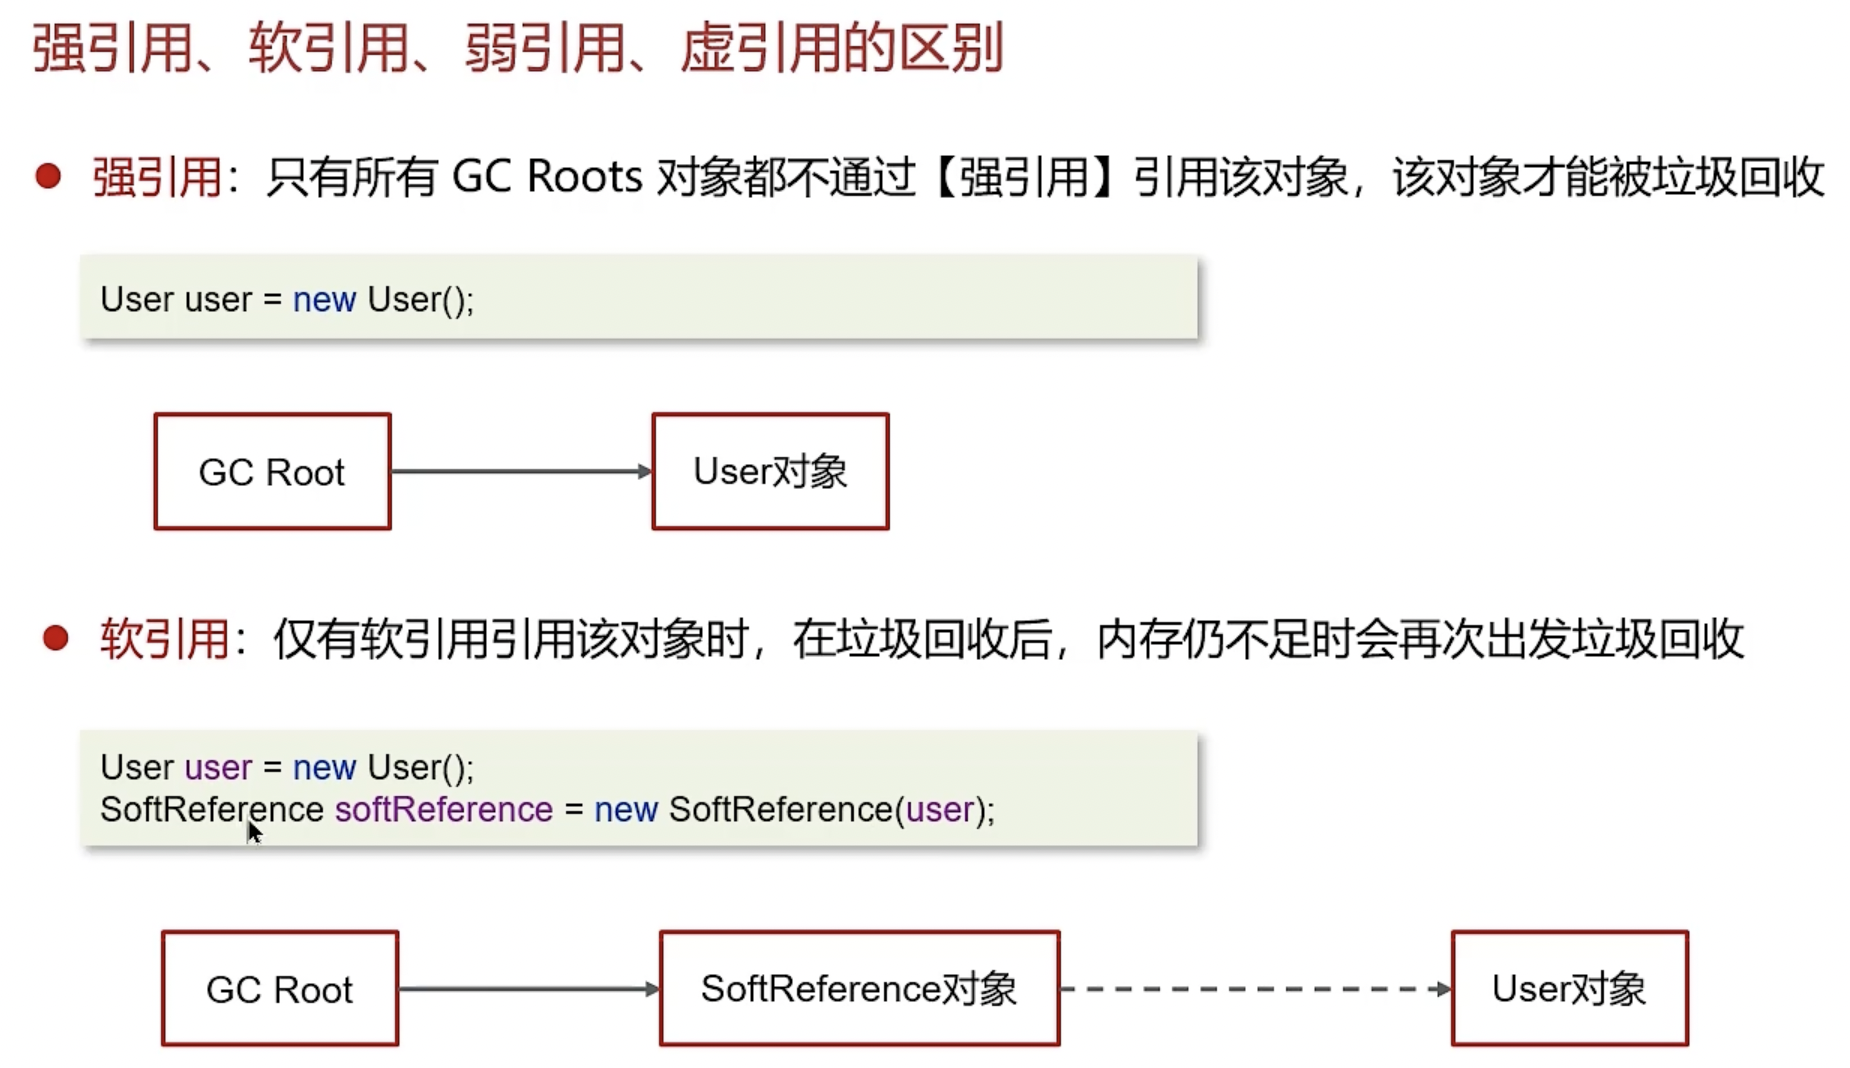 强引用、软引用、弱引用、虚引用的区别
强引用：只有所有 GC Roots 对象都不通过【强引用】引用该对象，该对象才能被垃圾回收
User user = new User();
GC Root
User对象
软引用：仅有软引用引用该对象时，在垃圾回收后，内存仍不足时会再次出发垃圾回收
User user = new User();
SoftReference softReference = new SoftReference(user);
GC Root
SoftReference对象
User对象